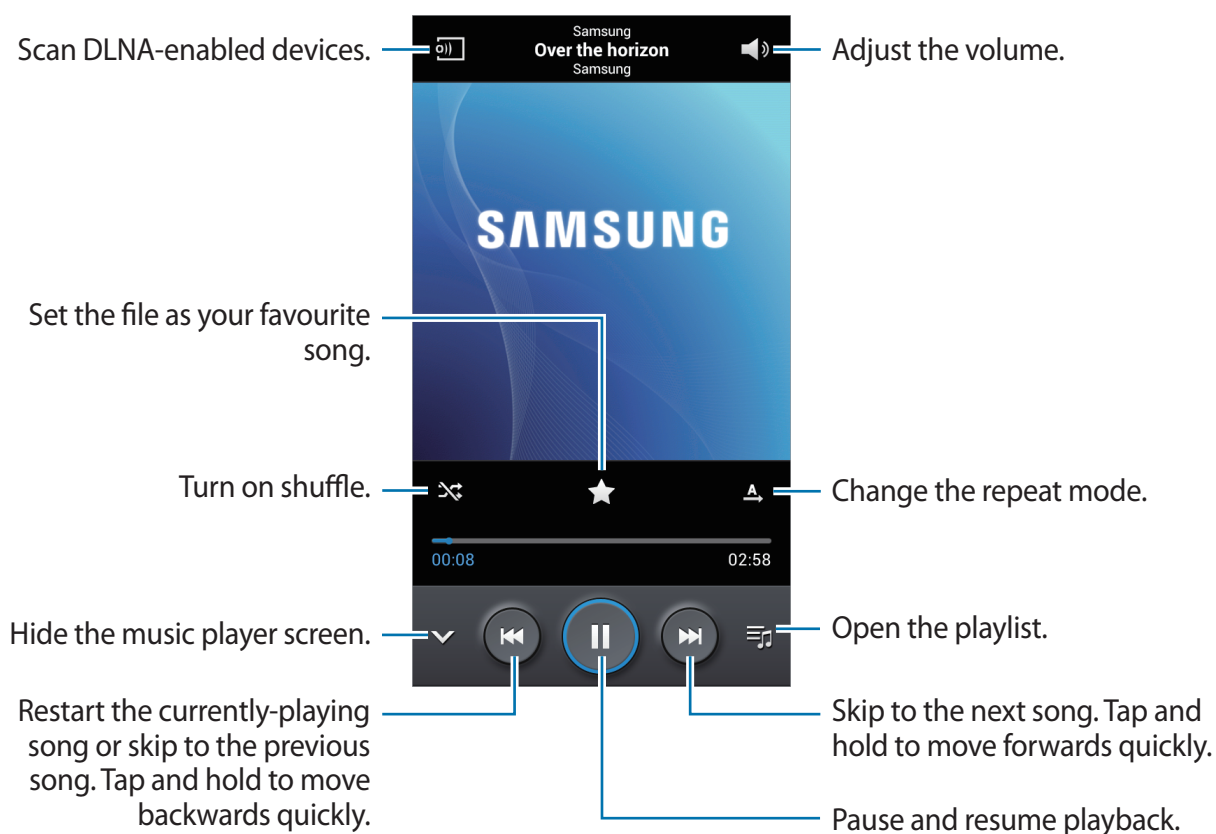 Scan DLNA-enabled devices.
Samsung
Over the horizon
Samsung
Adjust the volume.
SAMSUNG
Set the file as your favourite
song.
Turn on shuffle.
A
Change the repeat mode.
00:08
02:58
Hide the music player screen.
Open the playlist.
Restart the currently-playing
song or skip to the previous
song. Tap and hold to move
backwards quickly.
Skip to the next song. Tap and
hold to move forwards quickly.
Pause and resume playback.